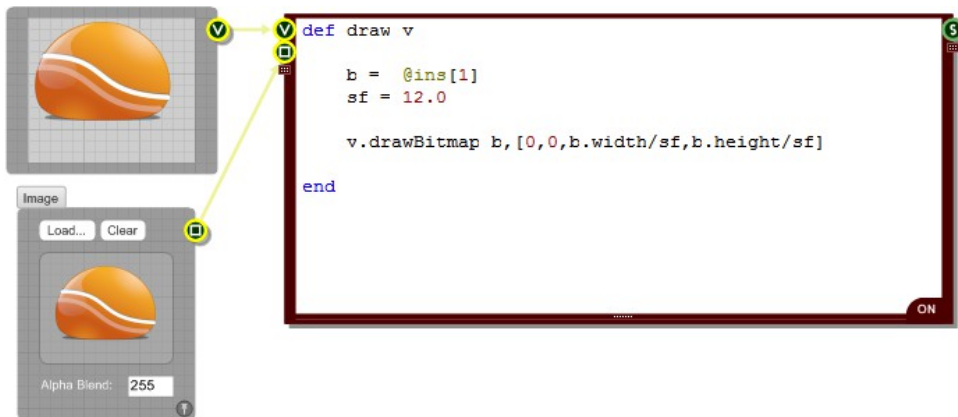 V
V
def draw v
S
b =  @ins[1]
sf = 12.0
v.drawBitmap b,[0,0,b.width/sf,b.height/sf]
end
ON
Image
Load... Clear
Alpha Blend: 255